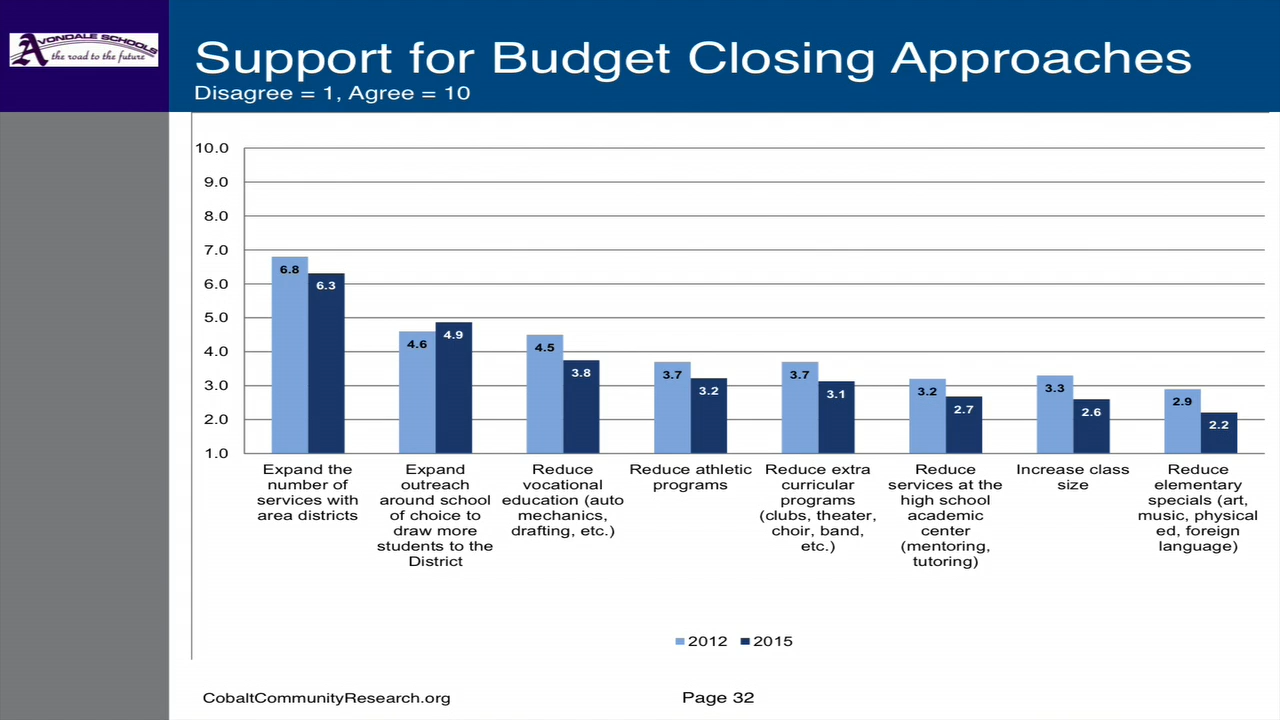 AVONDALE SCHOOLS
the road to the future
Support for Budget Closing Approaches
Disagree = 1, Agree = 10
10.0
9.0
8.0
7.0
6.0
5.0
4.0
3.0
2.0
1.0
6.8
6.3
4.6
4.9
4.5
3.8
3.7
3.2
3.7
3.1
3.2
2.7
3.3
2.6
2.9
2.2
Expand the
number of
services with
area districts
Expand
outreach
around school
of choice to
draw more
students to the
District
Reduce
vocational
education (auto
mechanics,
drafting, etc.)
Reduce athletic
programs
Reduce extra
curricular
programs
(clubs, theater,
choir, band,
etc.)
Reduce
services at the
high school
academic
center
(mentoring,
tutoring)
Increase class
size
Reduce
elementary
specials (art,
music, physical
ed, foreign
language)
2012 2015
CobaltCommunityResearch.org
Page 32